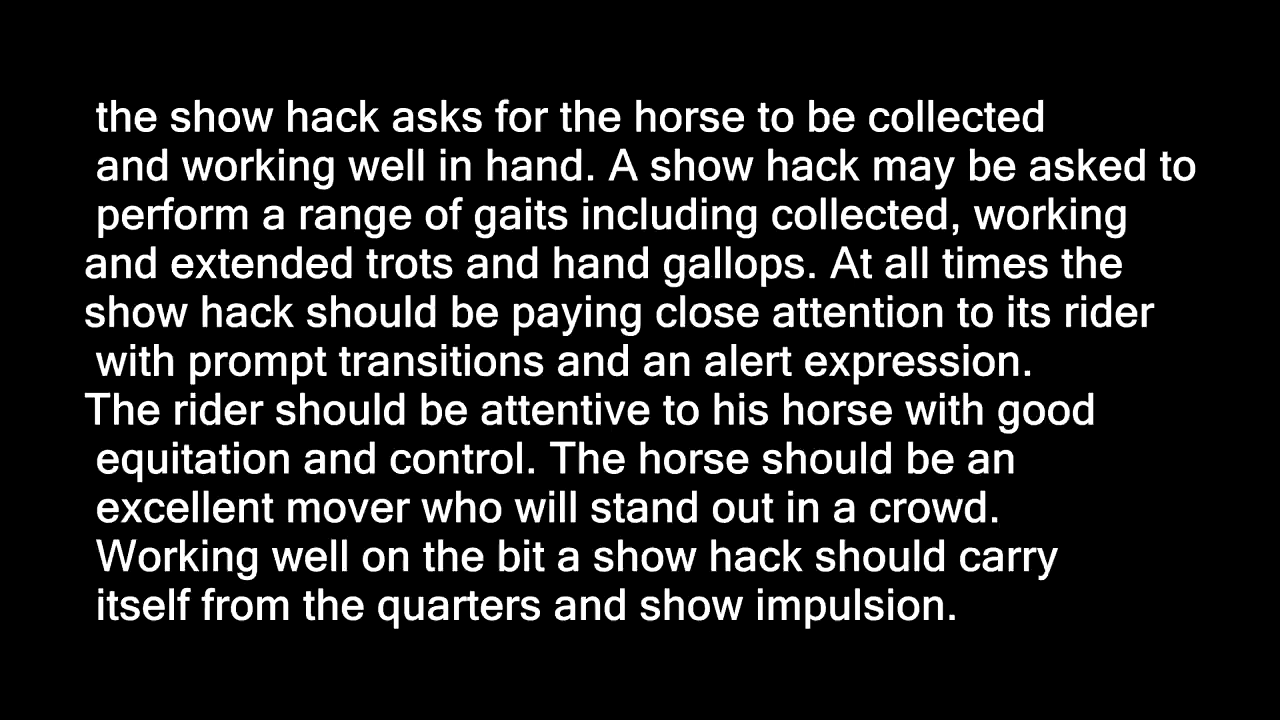 the show hack asks for the horse to be collected
and working well in hand. A show hack may be asked to
perform a range of gaits including collected, working
and extended trots and hand gallops. At all times the
show hack should be paying close attention to its rider
with prompt transitions and an alert expression.
The rider should be attentive to his horse with good
equitation and control. The horse should be an
excellent mover who will stand out in a crowd.
Working well on the bit a show hack should carry
itself from the quarters and show impulsion.